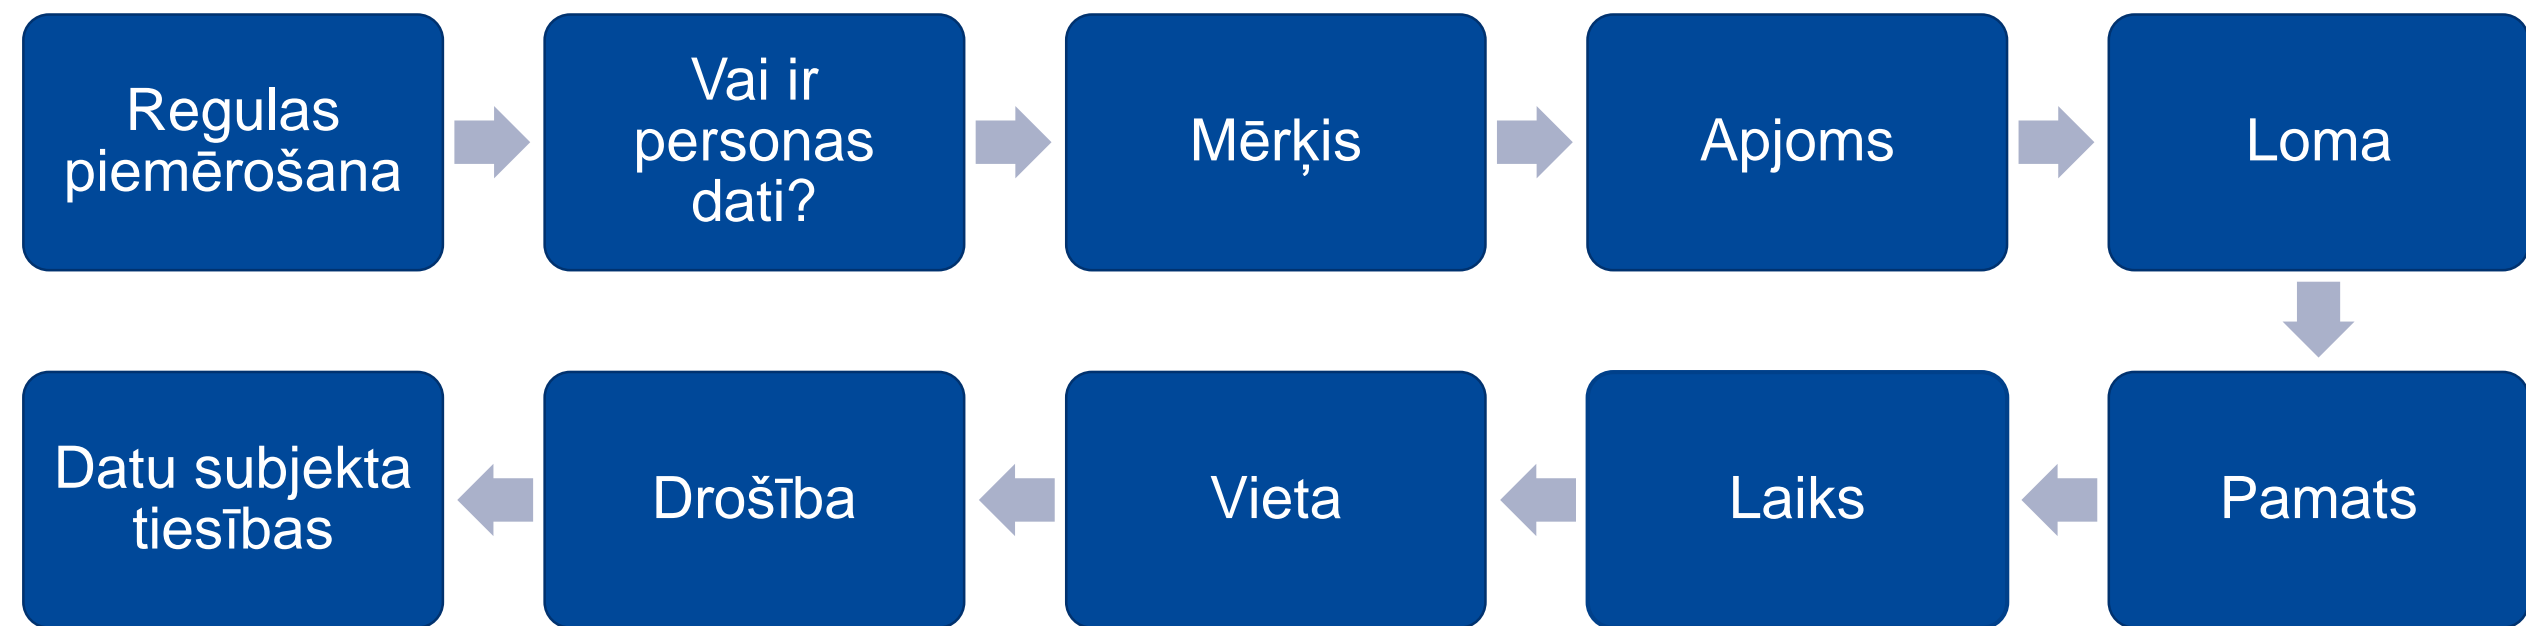 Regulas
piemērošana
Vai ir
personas
dati?
Mērķis
Apjoms
Loma
Pamats
Laiks
Vieta
Drošība
Datu subjekta
tiesības